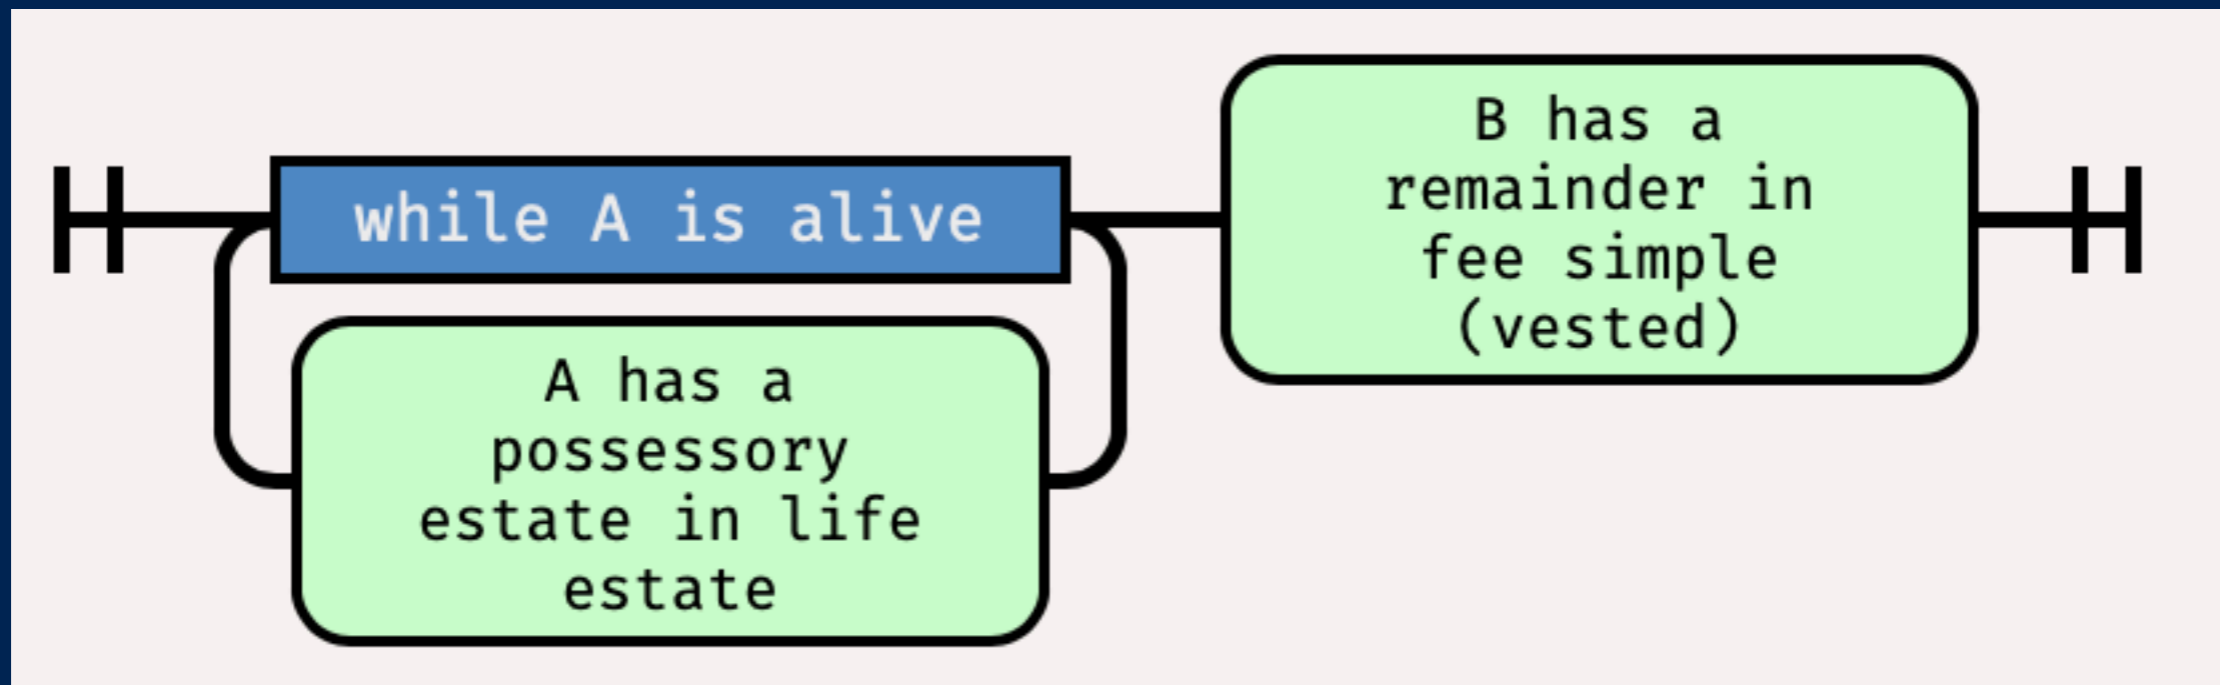 while A is alive
A has a
possessory
estate in life
estate
B has a
remainder in
fee simple
(vested)